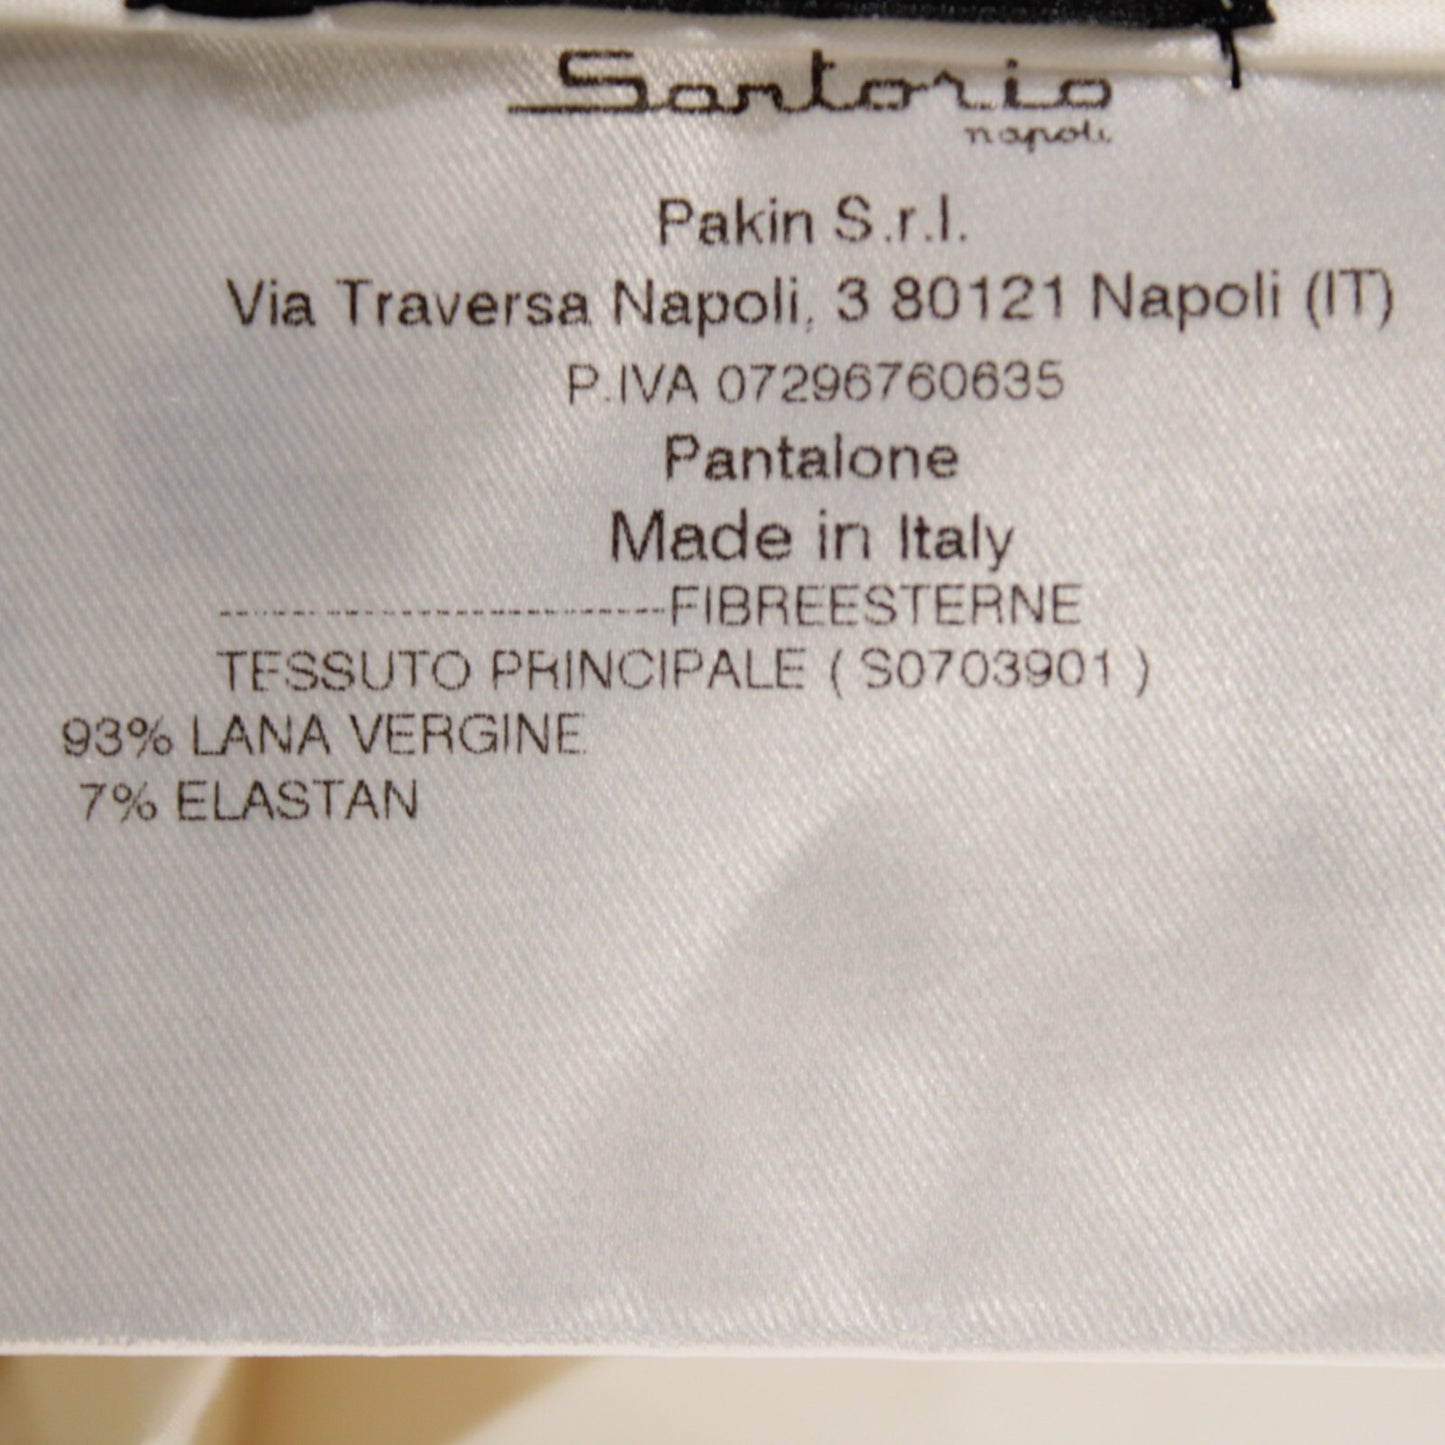 Sartorio
napoli
Pakin S.r.l.
Via Traversa Napoli, 3 80121 Napoli (IT)
P.IVA 07296760635
Pantalone
Made in Italy
------------------------FIBREESTERNE
TESSUTO PRINCIPALE ( S0703901 )
93% LANA VERGINE
7% ELASTAN